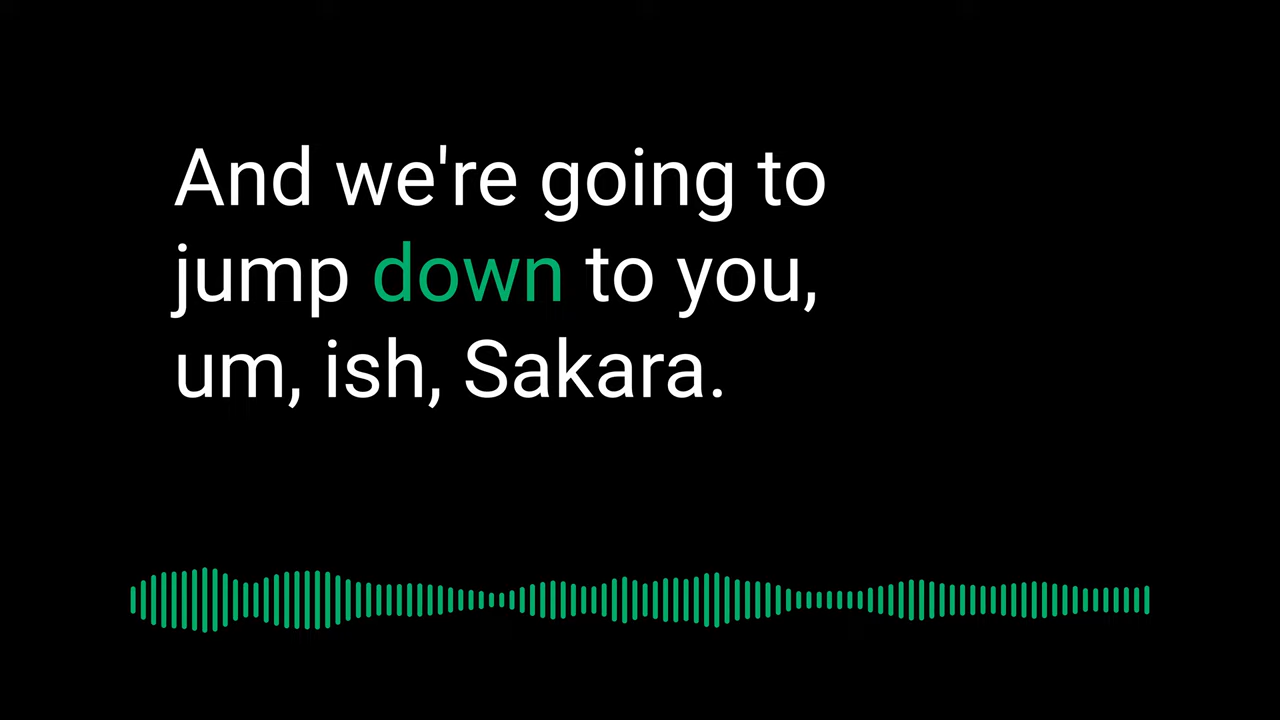 And we're going to
jump down to you,
um, ish, Sakara.